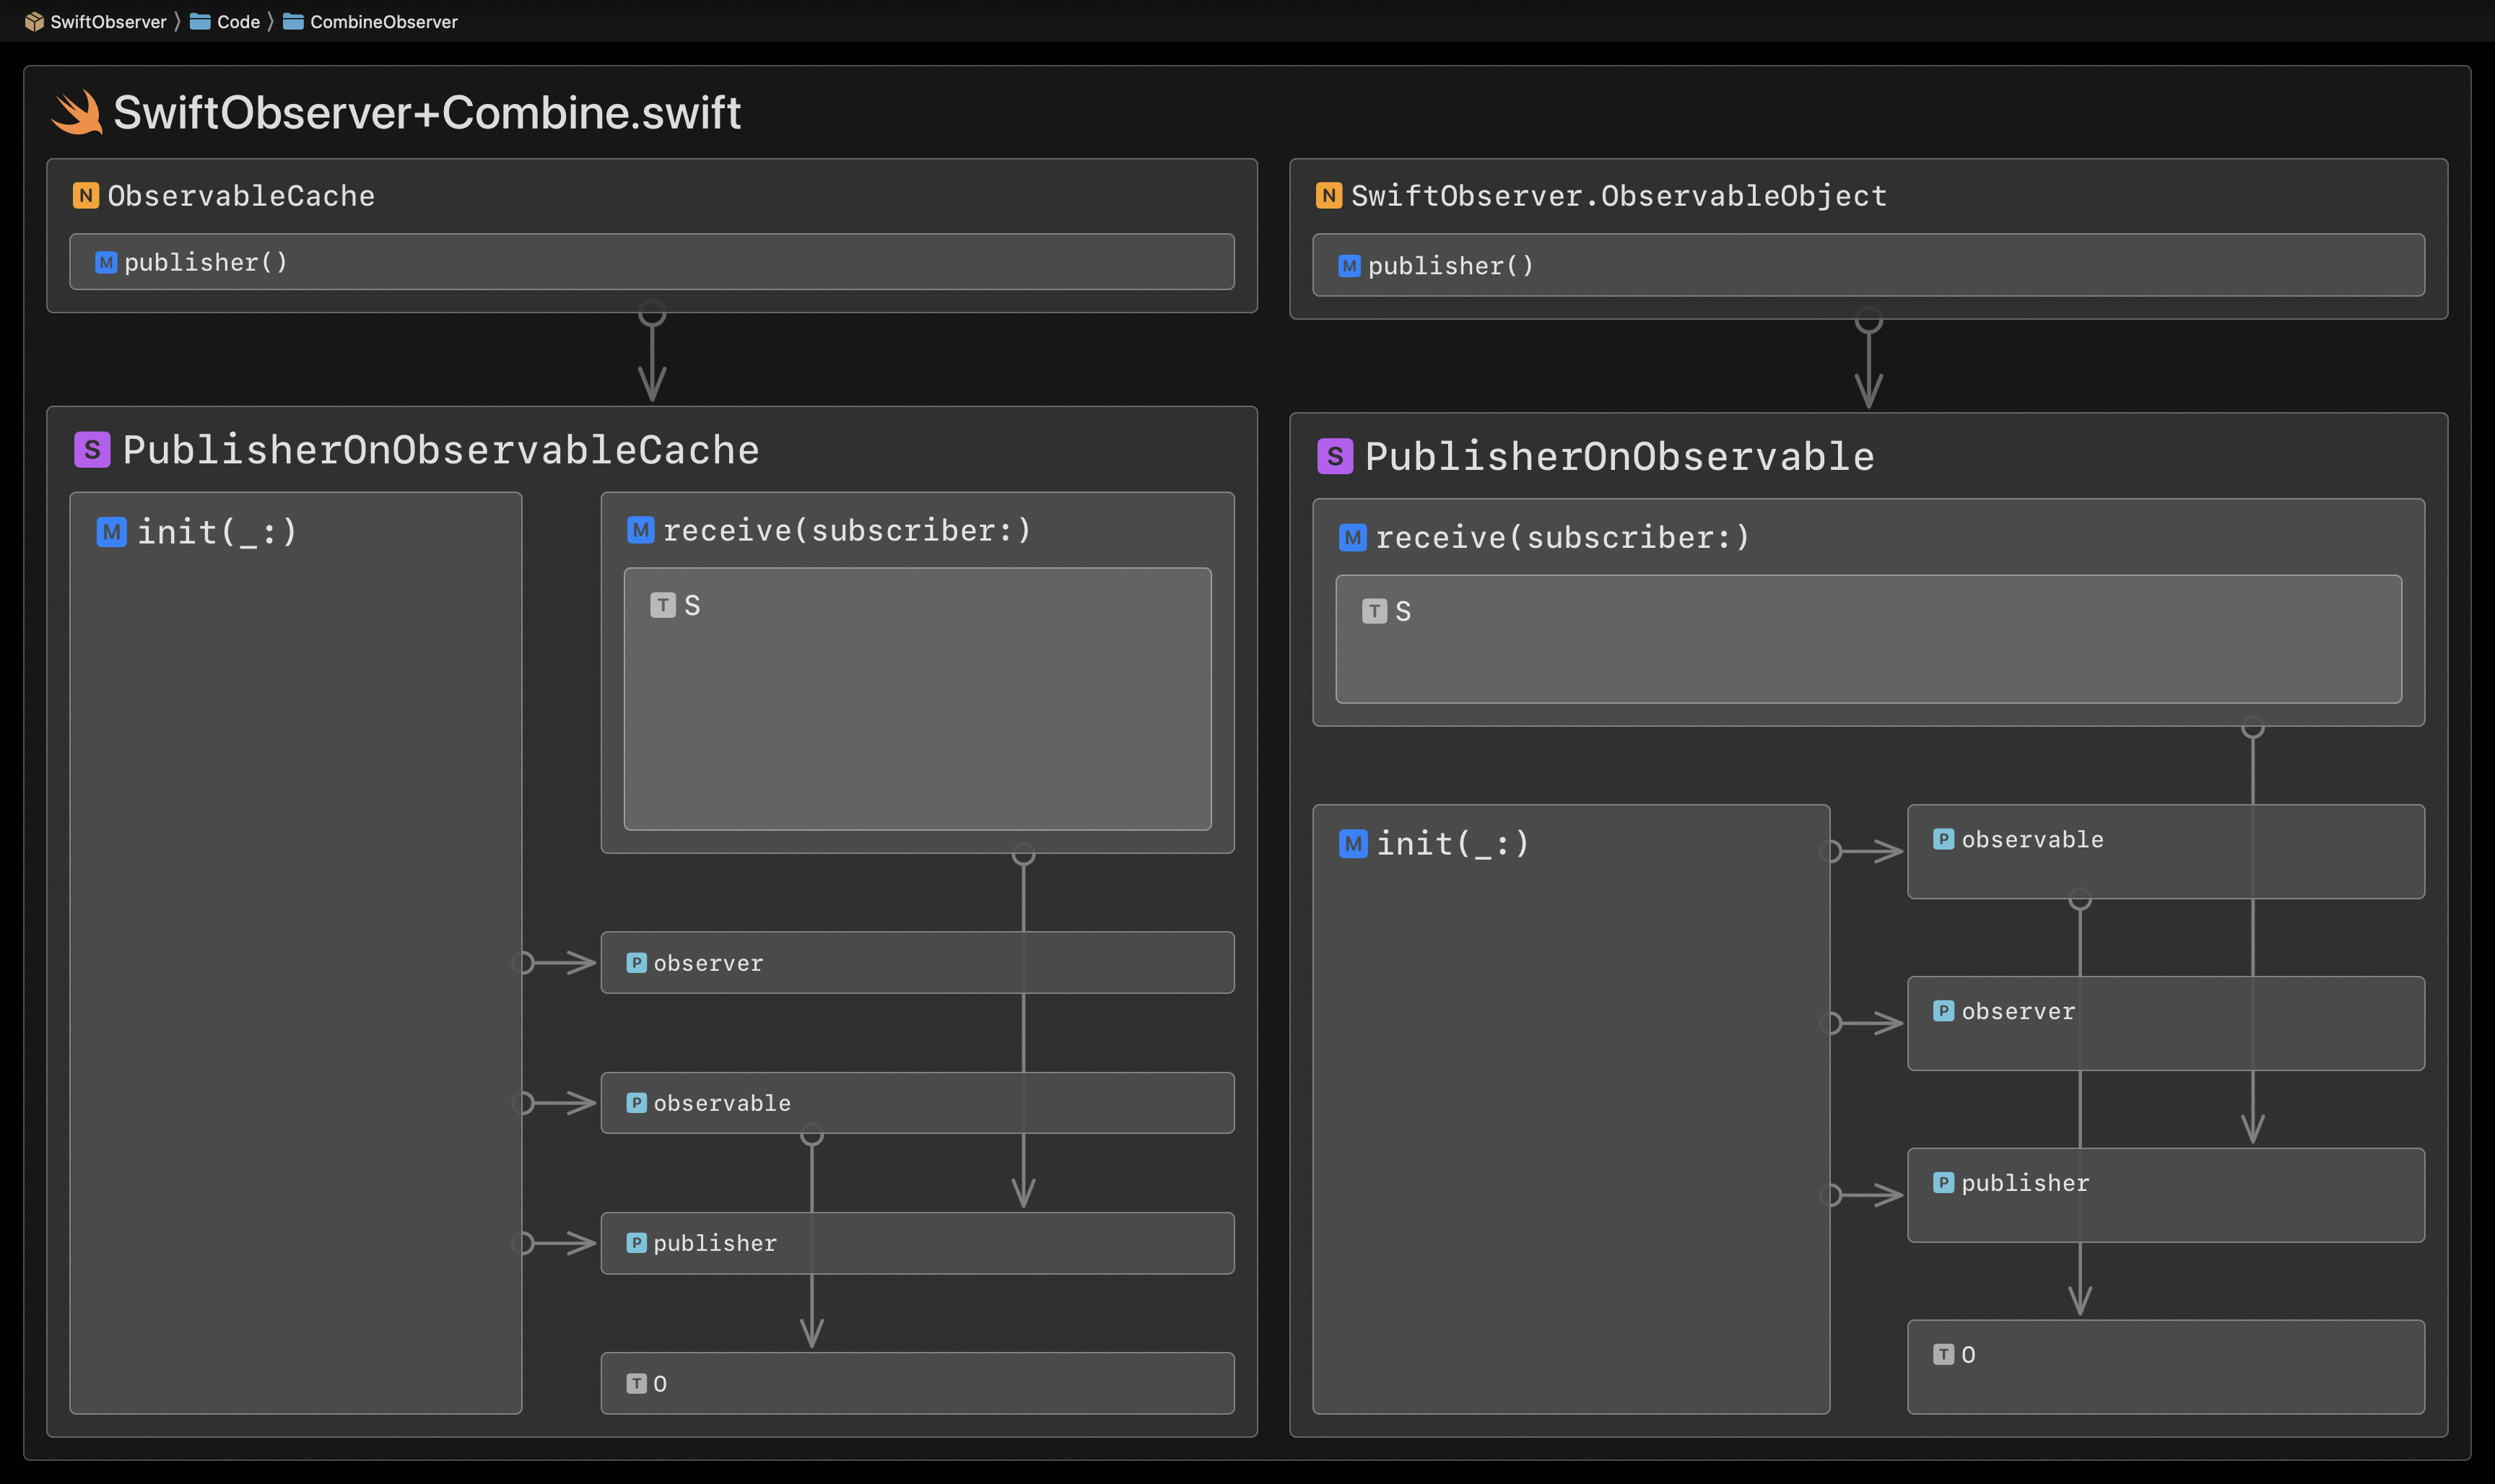 SwiftObserver 〉 Code 〉 CombineObserver
SwiftObserver+Combine.swift
N ObservableCache
M publisher()
S PublisherOnObservableCache
M init(_:)
M receive(subscriber:)
T S
P observer
P observable
P publisher
T O
N SwiftObserver.ObservableObject
M publisher()
S PublisherOnObservable
M receive(subscriber:)
T S
M init(_:)
P observable
P observer
P publisher
T O